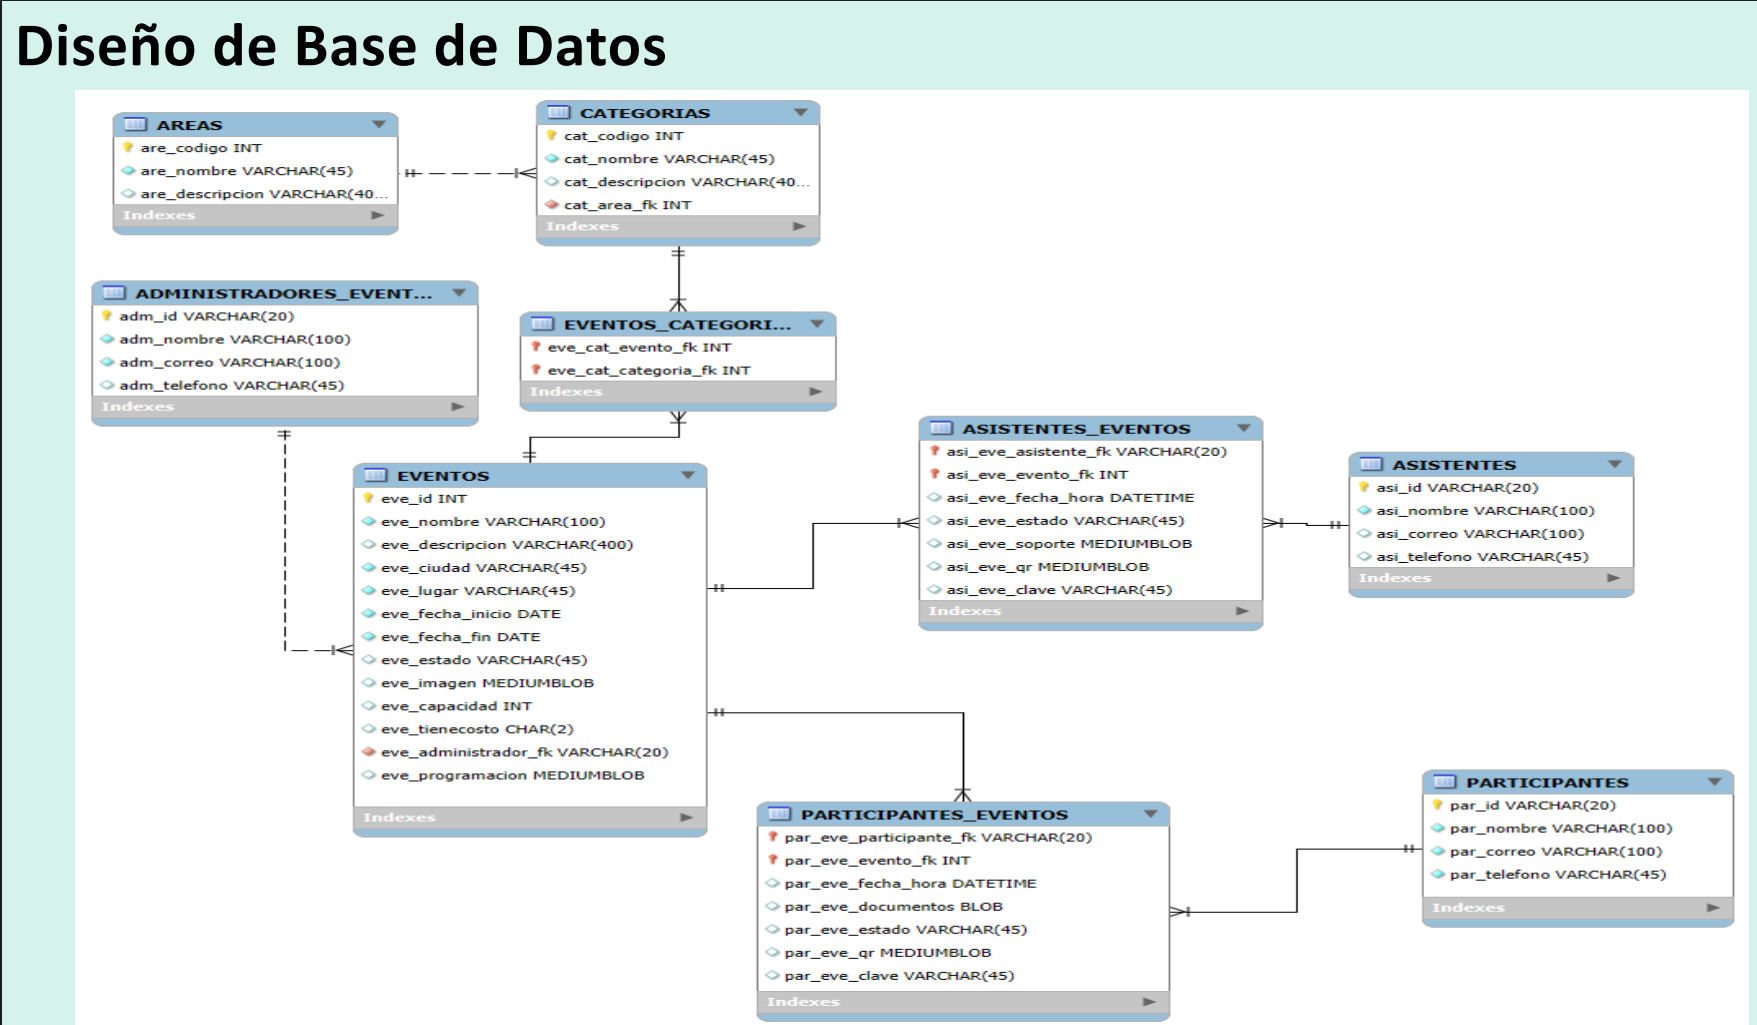 Diseño de Base de Datos
AREAS
are_codigo INT
are_nombre VARCHAR(45)
are_descripcion VARCHAR(40...
Indexes
CATEGORIAS
cat_codigo INT
cat_nombre VARCHAR(45)
cat_descripcion VARCHAR(40...
cat_area_fk INT
Indexes
ADMINISTRADORES_EVENT...
adm_id VARCHAR(20)
adm_nombre VARCHAR(100)
adm_correo VARCHAR(100)
adm_telefono VARCHAR(45)
Indexes
EVENTOS_CATEGORI...
eve_cat_evento_fk INT
eve_cat_categoria_fk INT
Indexes
EVENTOS
eve_id INT
eve_nombre VARCHAR(100)
eve_descripcion VARCHAR(400)
eve_ciudad VARCHAR(45)
eve_lugar VARCHAR(45)
eve_fecha_inicio DATE
eve_fecha_fin DATE
eve_estado VARCHAR(45)
eve_imagen MEDIUMBLOB
eve_capacidad INT
eve_tienecosto CHAR(2)
eve_administrador_fk VARCHAR(20)
eve_programacion MEDIUMBLOB
Indexes
ASISTENTES_EVENTOS
asi_eve_asistente_fk VARCHAR(20)
asi_eve_evento_fk INT
asi_eve_fecha_hora DATETIME
asi_eve_estado VARCHAR(45)
asi_eve_soporte MEDIUMBLOB
asi_eve_qr MEDIUMBLOB
asi_eve_clave VARCHAR(45)
Indexes
ASISTENTES
asi_id VARCHAR(20)
asi_nombre VARCHAR(100)
asi_correo VARCHAR(100)
asi_telefono VARCHAR(45)
Indexes
PARTICIPANTES_EVENTOS
par_eve_participante_fk VARCHAR(20)
par_eve_evento_fk INT
par_eve_fecha_hora DATETIME
par_eve_documentos BLOB
par_eve_estado VARCHAR(45)
par_eve_qr MEDIUMBLOB
par_eve_clave VARCHAR(45)
Indexes
PARTICIPANTES
par_id VARCHAR(20)
par_nombre VARCHAR(100)
par_correo VARCHAR(100)
par_telefono VARCHAR(45)
Indexes